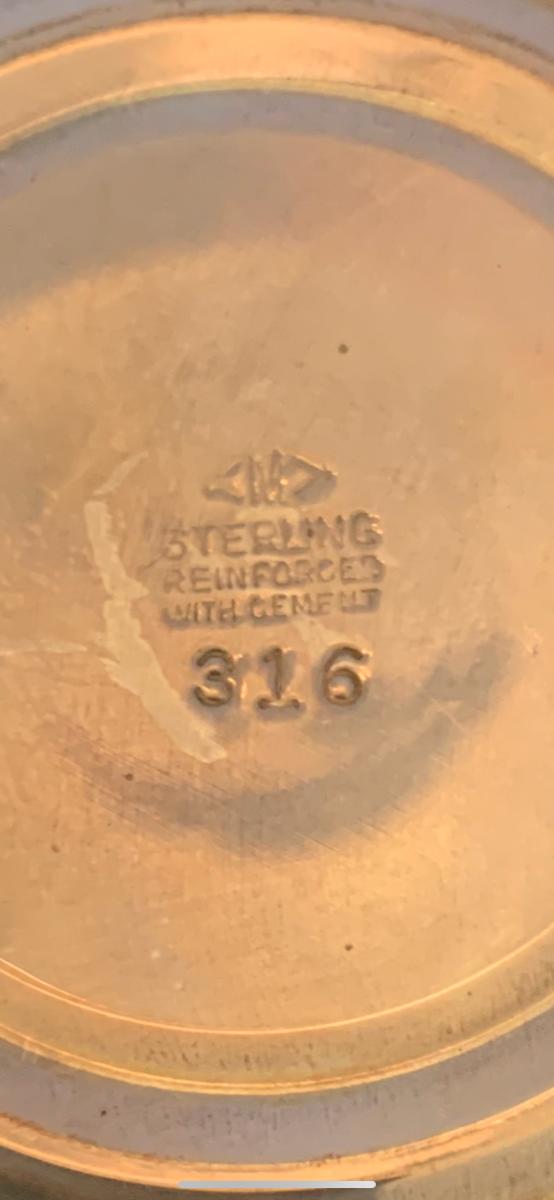 STERLING
REINFORCED
WITH CEMENT
316